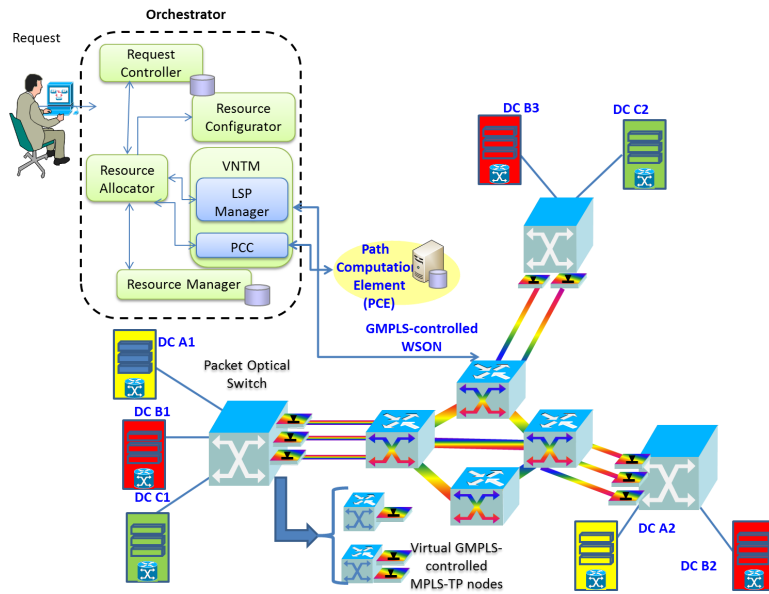 Orchestrator
Request
Request
Controller
Resource
Configurator
VNTM
Resource
Allocator
LSP
Manager
PCC
Resource Manager
Path
Computation
Element
(PCE)
GMPLS-controlled
WSON
DC B3
DC C2
DC A1
Packet Optical
Switch
DC B1
DC C1
Virtual GMPLS-
controlled
MPLS-TP nodes
DC A2
DC B2